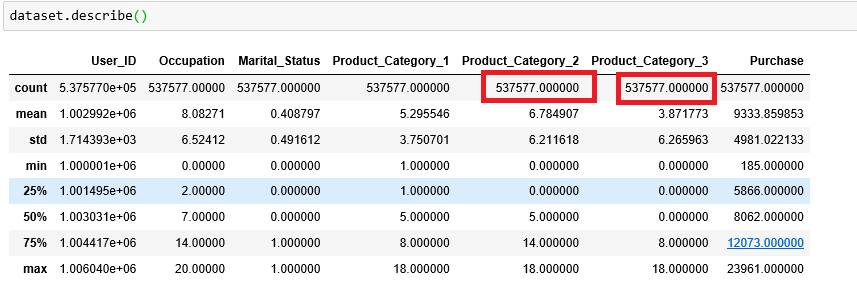 dataset.describe()
User_ID Occupation Marital_Status Product_Category_1 Product_Category_2 Product_Category_3 Purchase
count 5.375770e+05 537577.00000 537577.000000 537577.000000 537577.000000 537577.000000 537577.000000
mean 1.002992e+06 8.08271 0.408797 5.295546 6.784907 3.871773 9333.859853
std 1.714393e+03 6.52412 0.491612 3.750701 6.211618 6.265963 4981.022133
min 1.000001e+06 0.00000 0.000000 1.000000 0.000000 0.000000 185.000000
25% 1.001495e+06 2.00000 0.000000 1.000000 0.000000 0.000000 5866.000000
50% 1.003031e+06 7.00000 0.000000 5.000000 5.000000 0.000000 8062.000000
75% 1.004417e+06 14.00000 1.000000 8.000000 14.000000 8.000000 12073.000000
max 1.006040e+06 20.00000 1.000000 18.000000 18.000000 18.000000 23961.000000